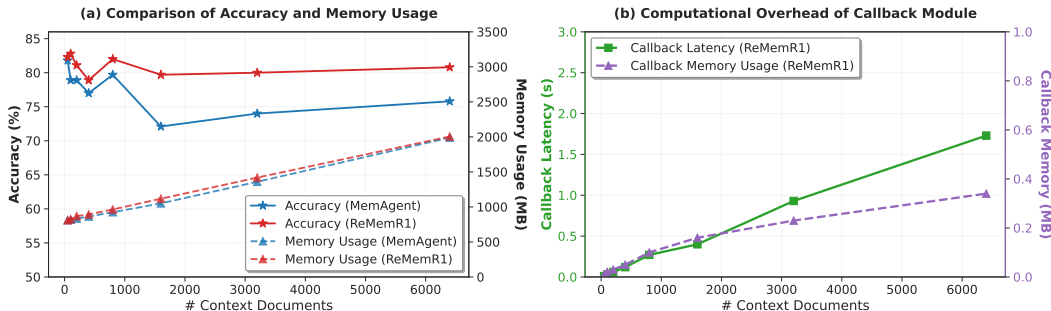 (a) Comparison of Accuracy and Memory Usage
Accuracy (%)
85
80
75
70
65
60
55
50
3500
3000
2500
2000
1500
1000
500
0
Memory Usage (MB)
Accuracy (MemAgent)
Accuracy (ReMemR1)
Memory Usage (MemAgent)
Memory Usage (ReMemR1)
0 1000 2000 3000 4000 5000 6000
# Context Documents
(b) Computational Overhead of Callback Module
Callback Latency (s)
3.0
2.5
2.0
1.5
1.0
0.5
0.0
Callback Latency (ReMemR1)
Callback Memory Usage (ReMemR1)
1.0
0.8
0.6
0.4
0.2
0.0
Callback Memory (MB)
0 1000 2000 3000 4000 5000 6000
# Context Documents